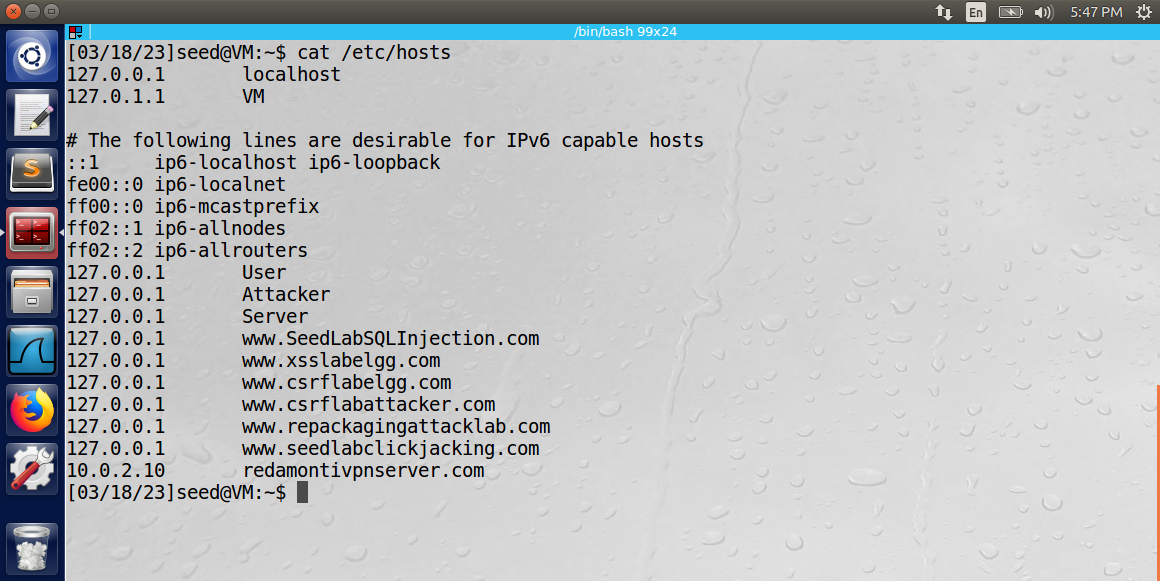 En
5:47 PM
/bin/bash 99x24
[03/18/23]seed@VM:~$ cat /etc/hosts
127.0.0.1       localhost
127.0.1.1       VM
# The following lines are desirable for IPv6 capable hosts
::1     ip6-localhost ip6-loopback
fe00::0 ip6-localnet
ff00::0 ip6-mcastprefix
ff02::1 ip6-allnodes
ff02::2 ip6-allrouters
127.0.0.1       User
127.0.0.1       Attacker
127.0.0.1       Server
127.0.0.1       www.SeedLabSQLInjection.com
127.0.0.1       www.xsslabelgg.com
127.0.0.1       www.csrflabelgg.com
127.0.0.1       www.csrflabattacker.com
127.0.0.1       www.repackagingattacklab.com
127.0.0.1       www.seedlabclickjacking.com
10.0.2.10       redamontivpnserver.com
[03/18/23]seed@VM:~$